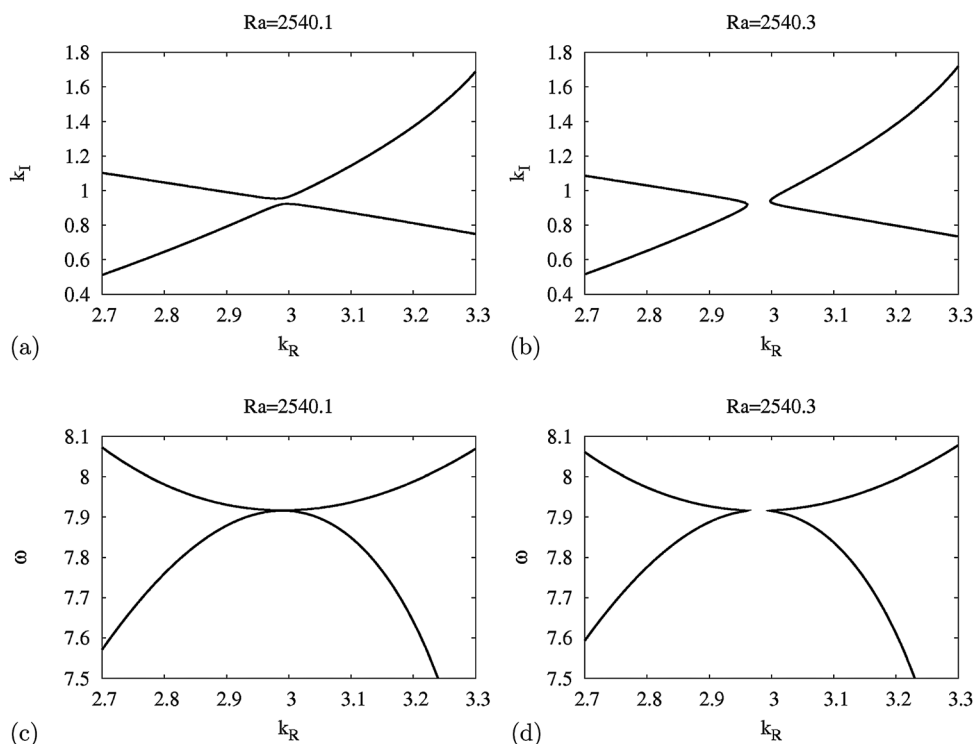 Ra=2540.1
1.8
1.6
1.4
1.2
1
0.8
0.6
0.4
k_I
2.7 2.8 2.9 3 3.1 3.2 3.3
k_R
(a)
Ra=2540.3
1.8
1.6
1.4
1.2
1
0.8
0.6
0.4
k_I
2.7 2.8 2.9 3 3.1 3.2 3.3
k_R
(b)
Ra=2540.1
8.1
8
7.9
7.8
7.7
7.6
7.5
ω
2.7 2.8 2.9 3 3.1 3.2 3.3
k_R
(c)
Ra=2540.3
8.1
8
7.9
7.8
7.7
7.6
7.5
ω
2.7 2.8 2.9 3 3.1 3.2 3.3
k_R
(d)